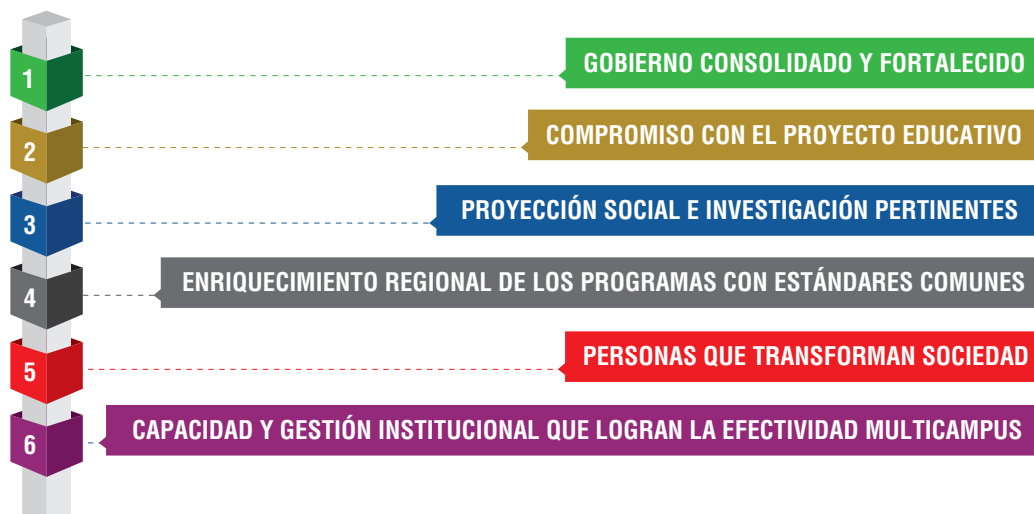 1
GOBIERNO CONSOLIDADO Y FORTALECIDO
2
COMPROMISO CON EL PROYECTO EDUCATIVO
3
PROYECCIÓN SOCIAL E INVESTIGACIÓN PERTINENTES
4
ENRIQUECIMIENTO REGIONAL DE LOS PROGRAMAS CON ESTÁNDARES COMUNES
5
PERSONAS QUE TRANSFORMAN SOCIEDAD
6
CAPACIDAD Y GESTIÓN INSTITUCIONAL QUE LOGRAN LA EFECTIVIDAD MULTICAMPUS